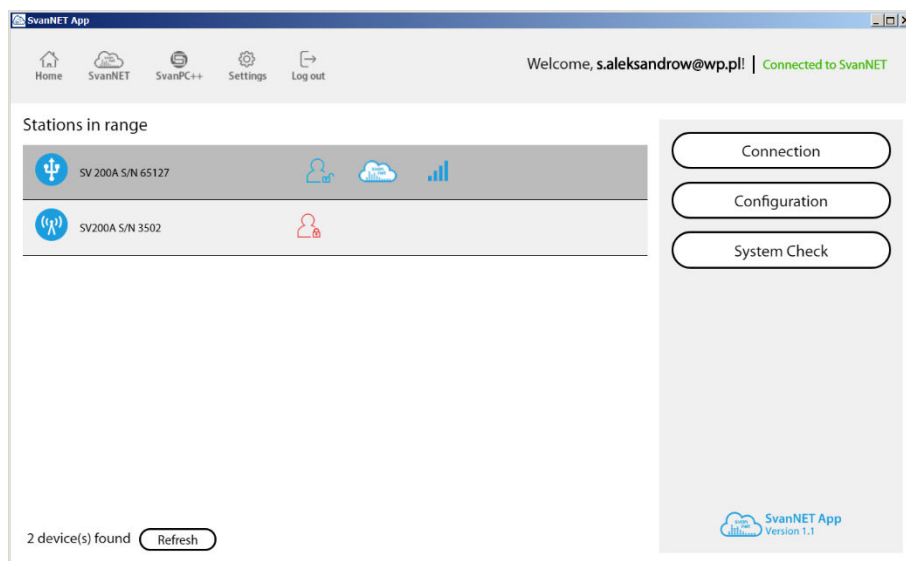 SvanNET App
Home SvanNET SvanPC++ Settings Log out
Welcome, s.aleksandrow@wp.pl! | Connected to SvanNET
Stations in range
SV 200A S/N 65127
SV200A S/N 3502
Connection
Configuration
System Check
2 device(s) found Refresh
SvanNET App
Version 1.1